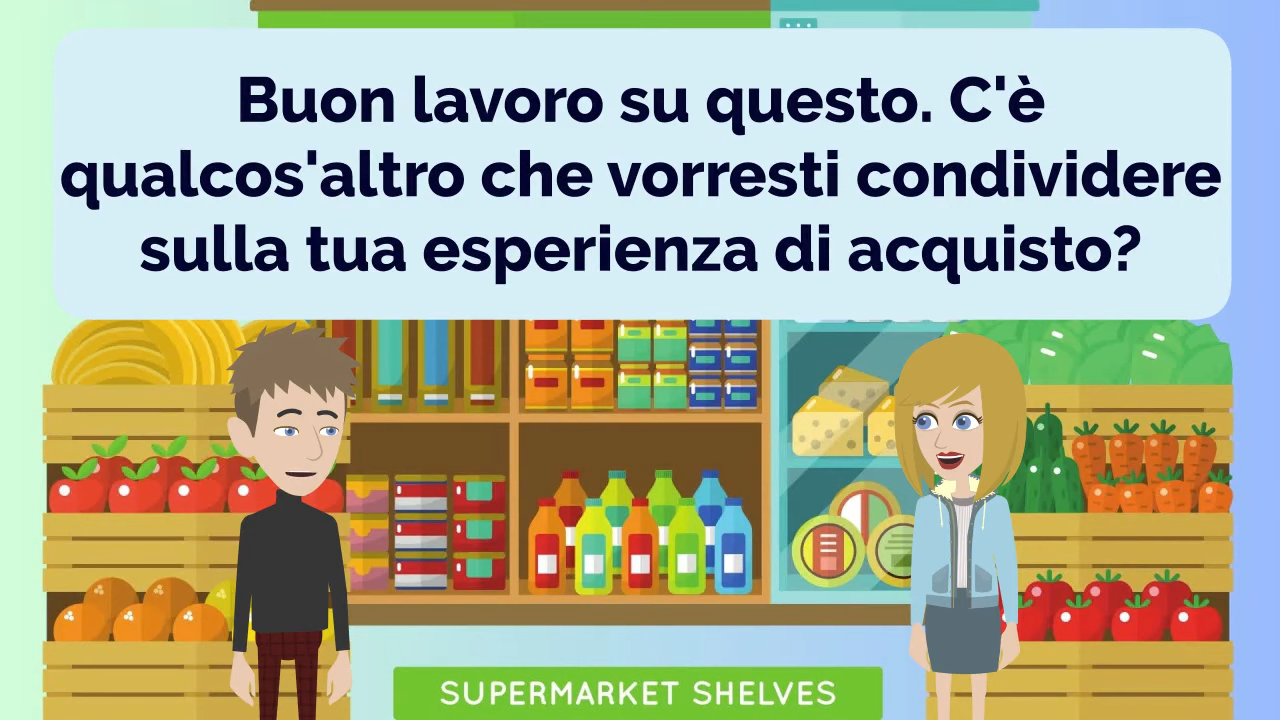 Buon lavoro su questo. C'è
qualcos'altro che vorresti condividere
sulla tua esperienza di acquisto?
SUPERMARKET SHELVES